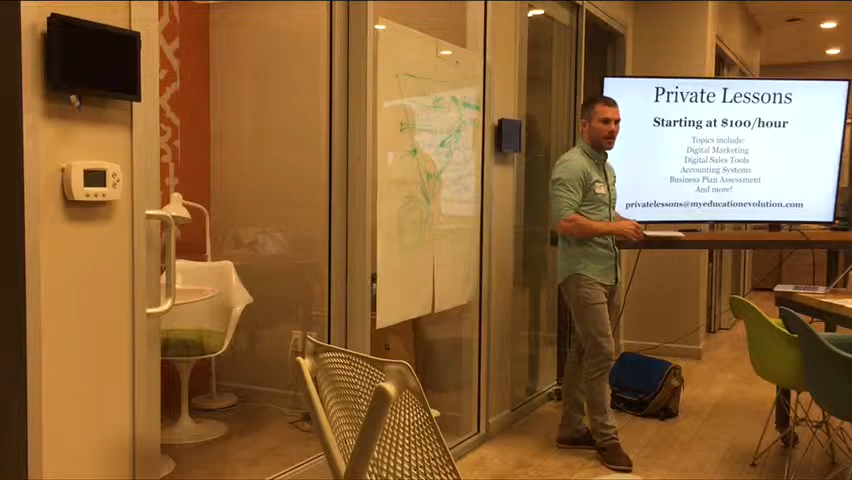 Private Lessons
Starting at $100/hour
Topics include:
Digital Marketing
Digital Sales Tools
Accounting Systems
Business Plan Assessment
And more!
privatelessons@myeducationevolution.com